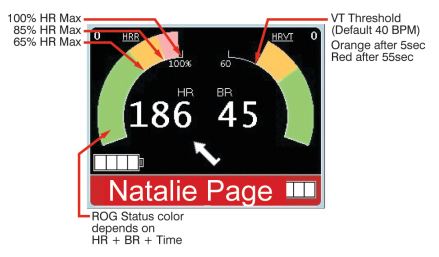 100% HR Max
85% HR Max
65% HR Max
VT Threshold
(Default 40 BPM)
Orange after 5sec
Red after 55sec
0 HRR HRVT 0
100% 60
HR BR
186 45
Natalie Page
ROG Status color
depends on
HR + BR + Time